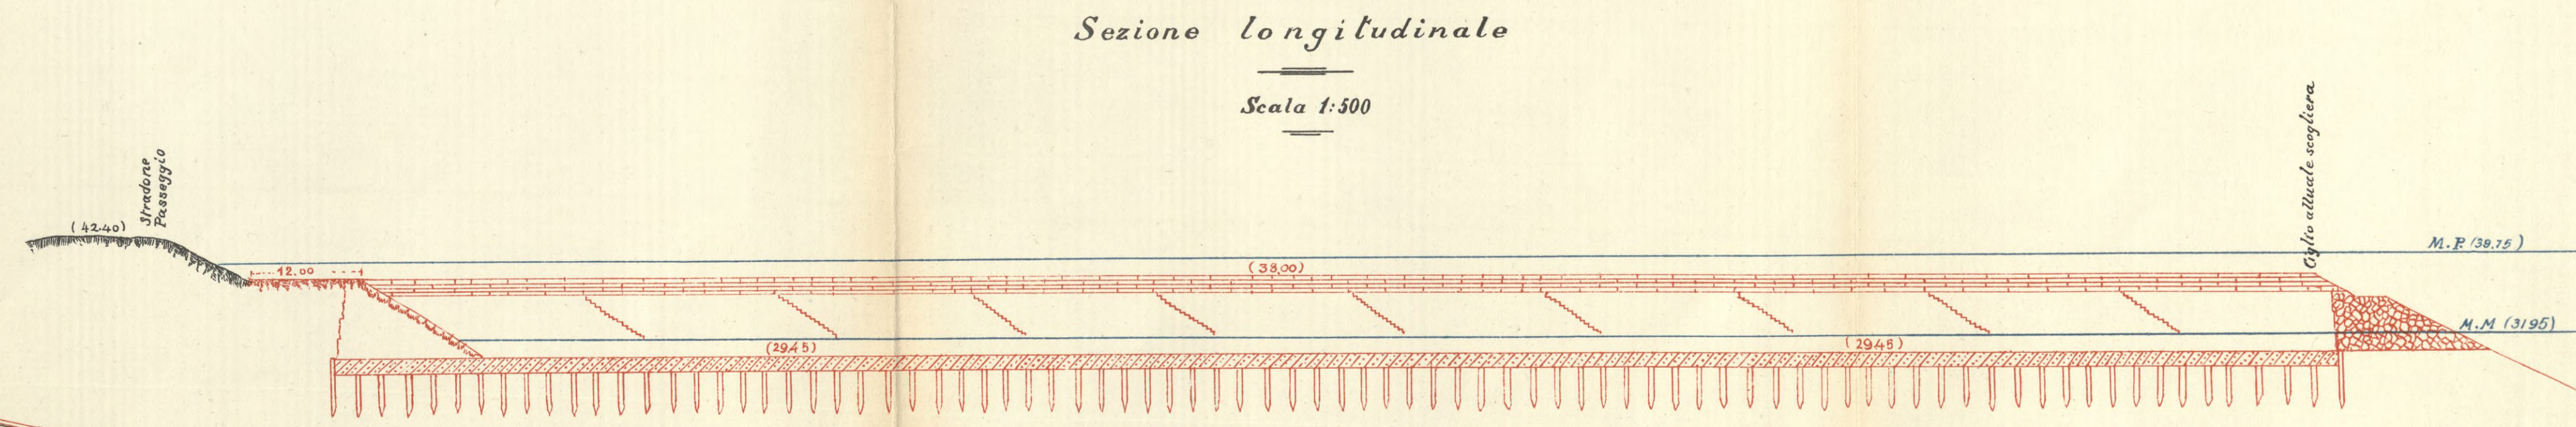 Sezione longitudinale
Scala 1:500
Stradone
Passeggio
Ciglio attuale scogliera
(42.40)
M.P. (39.75)
12.00
(38,00)
M.M (31.95)
(29.45)
(29.45)